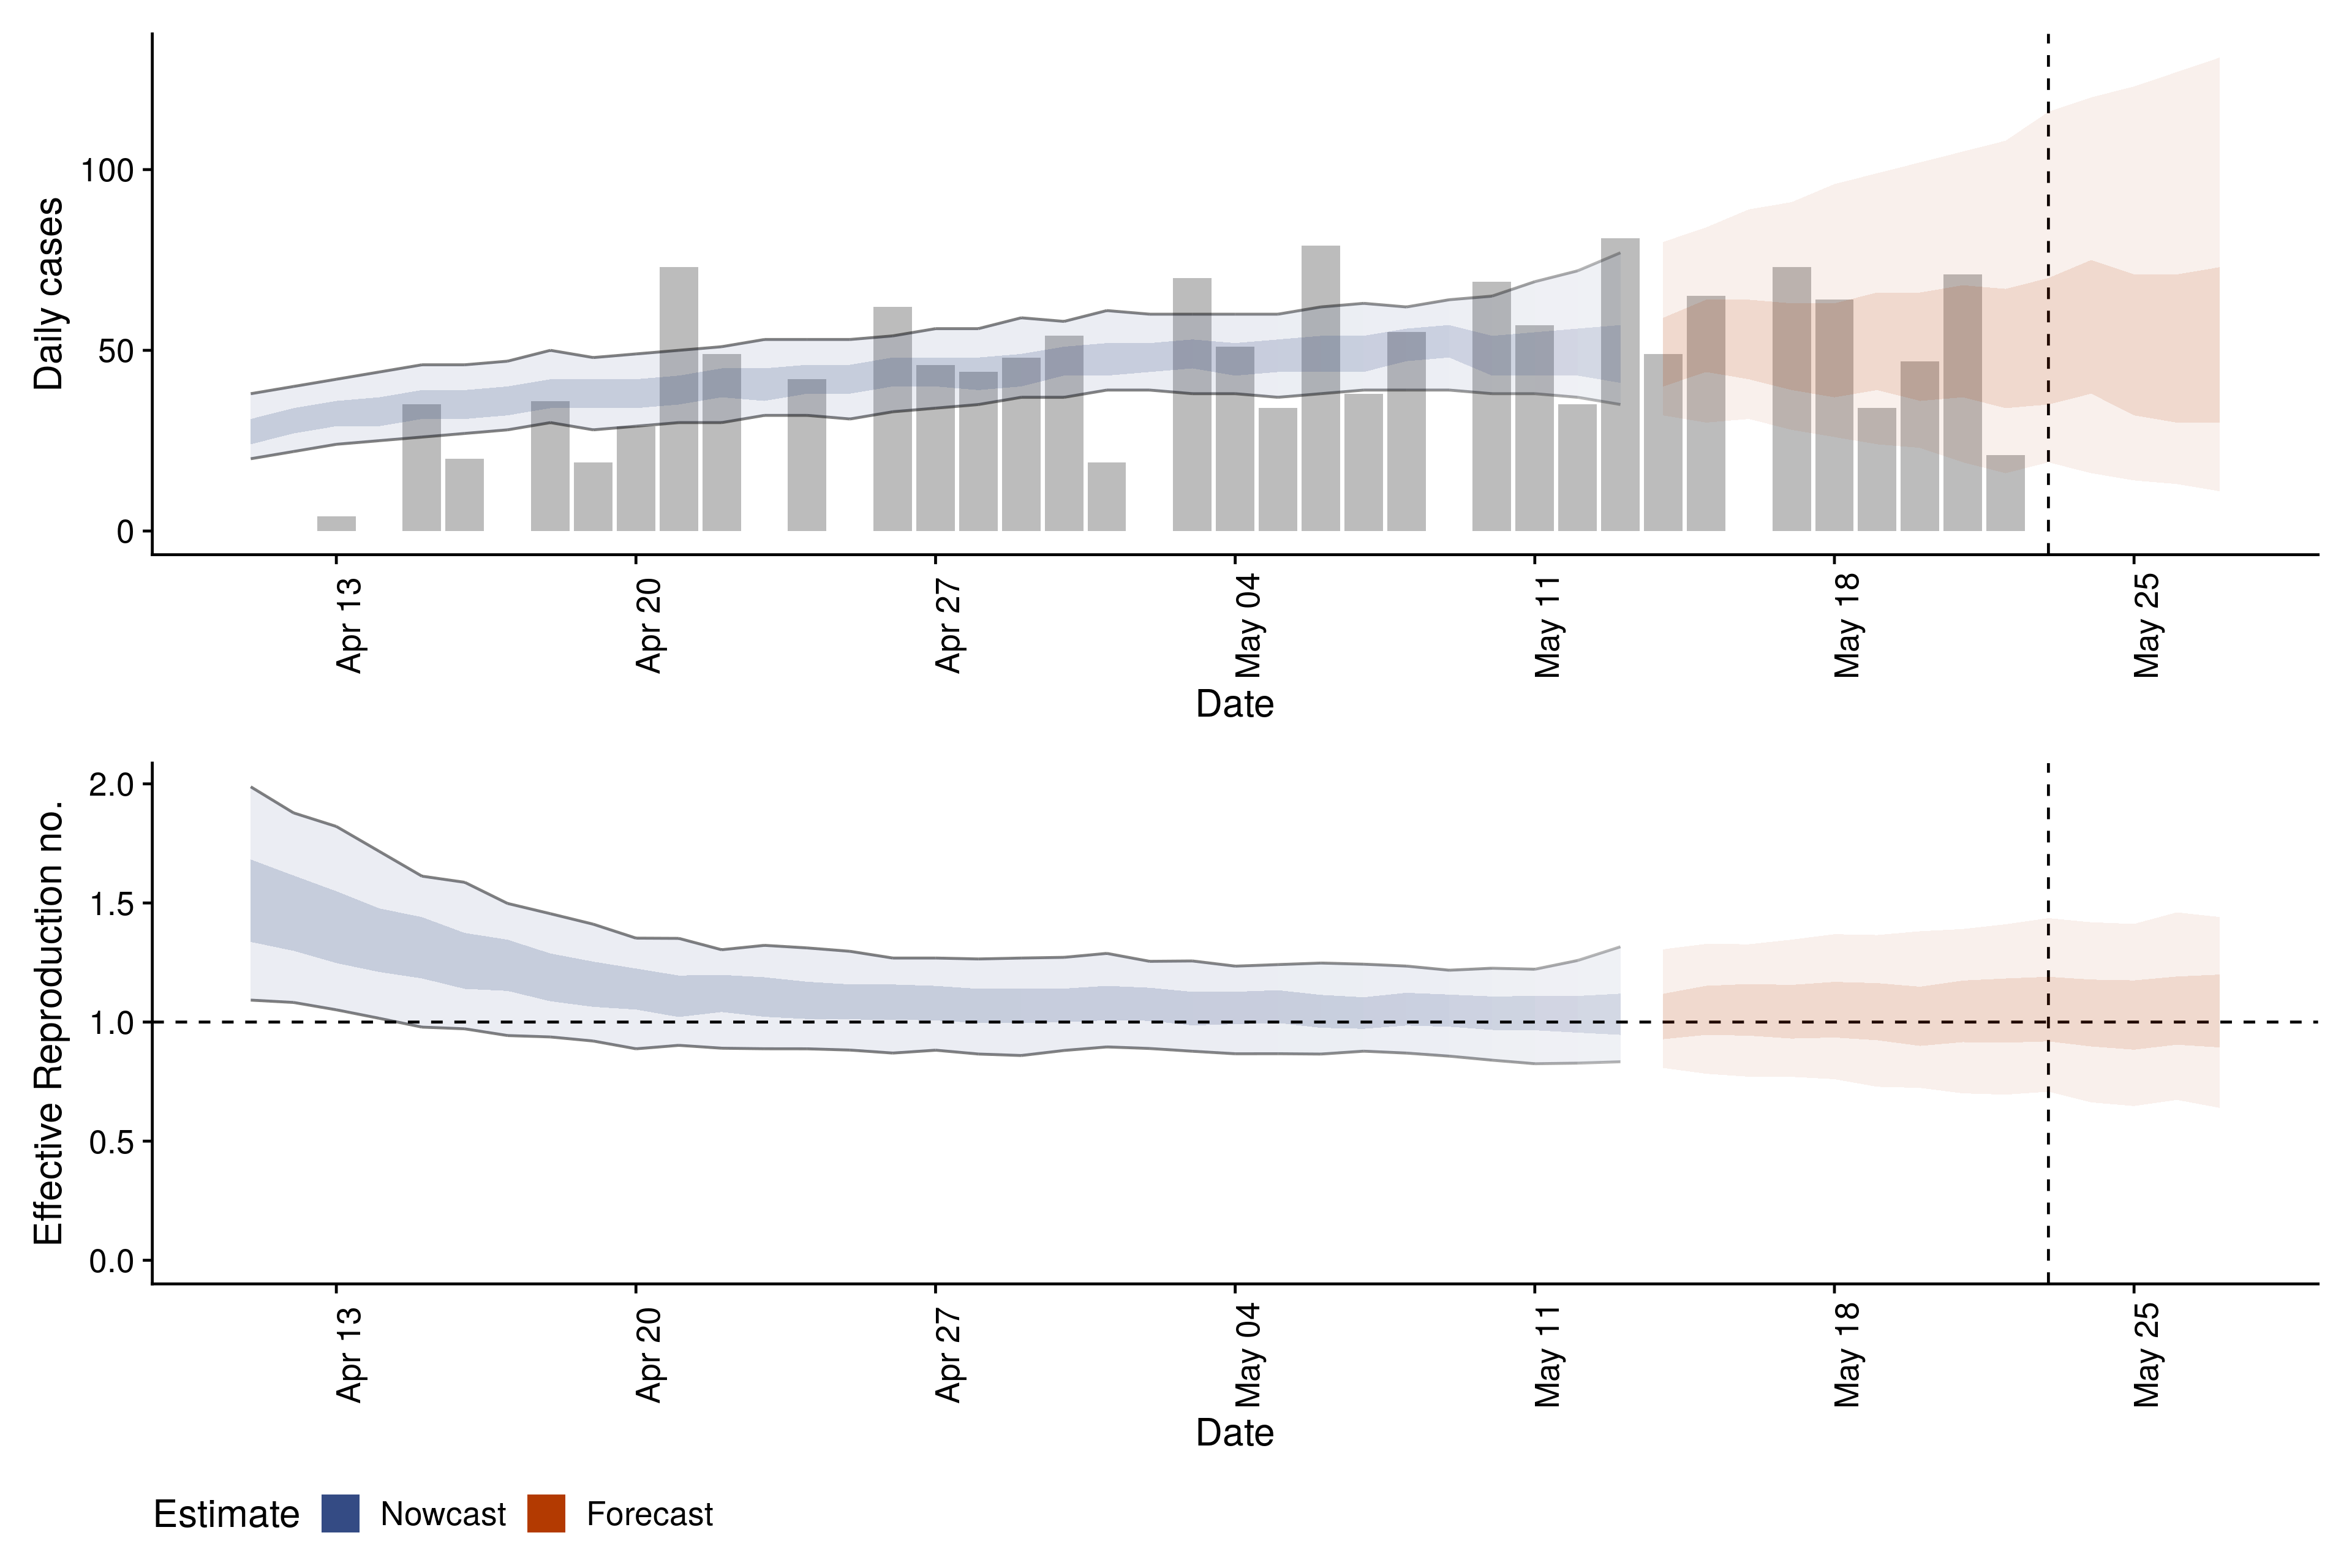 Daily cases
100
50
0
Apr 13
Apr 20
Apr 27
May 04
May 11
May 18
May 25
Date
Effective Reproduction no.
2.0
1.5
1.0
0.5
0.0
Apr 13
Apr 20
Apr 27
May 04
May 11
May 18
May 25
Date
Estimate Nowcast Forecast